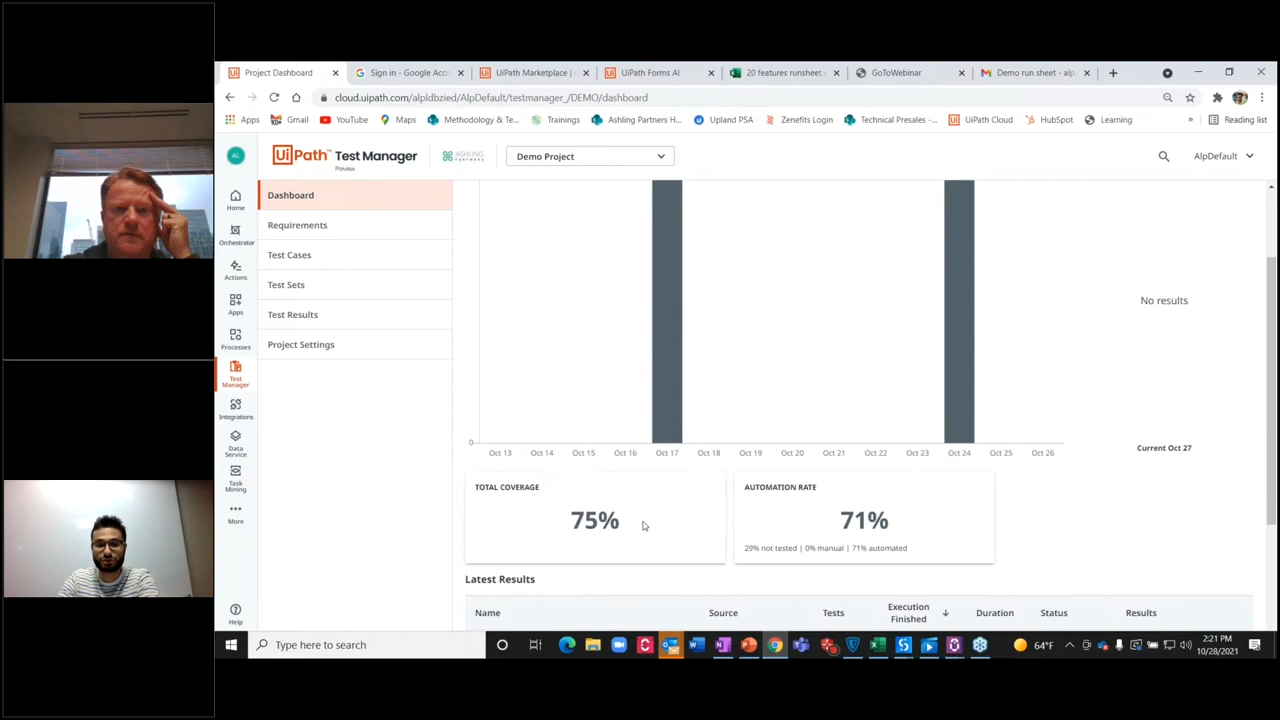 Project Dashboard
Sign in - Google Acco
UiPath Marketplace |
UiPath Forms AI
20 features runsheet.
GoToWebinar
Demo run sheet - alp.
cloud.uipath.com/alpldbzied/AlpDefault/testmanager_/DEMO/dashboard
Apps
Gmail
YouTube
Maps
Methodology & Te...
Trainings
Ashling Partners H...
Upland PSA
Zenefits Login
Technical Presales -...
UiPath Cloud
HubSpot
Learning
»
Reading list
AL
UiPath Test Manager
Preview
ASHLING PARTNERS
Demo Project
AlpDefault
Home
Orchestrator
Actions
Apps
Processes
Test Manager
Integrations
Data Service
Task Mining
More
Help
Dashboard
Requirements
Test Cases
Test Sets
Test Results
Project Settings
No results
0
Oct 13 Oct 14 Oct 15 Oct 16 Oct 17 Oct 18 Oct 19 Oct 20 Oct 21 Oct 22 Oct 23 Oct 24 Oct 25 Oct 26
Current Oct 27
TOTAL COVERAGE
75%
AUTOMATION RATE
71%
29% not tested | 0% manual | 71% automated
Latest Results
Name Source Tests Execution Finished Duration Status Results
Type here to search
64°F
2:21 PM
10/28/2021